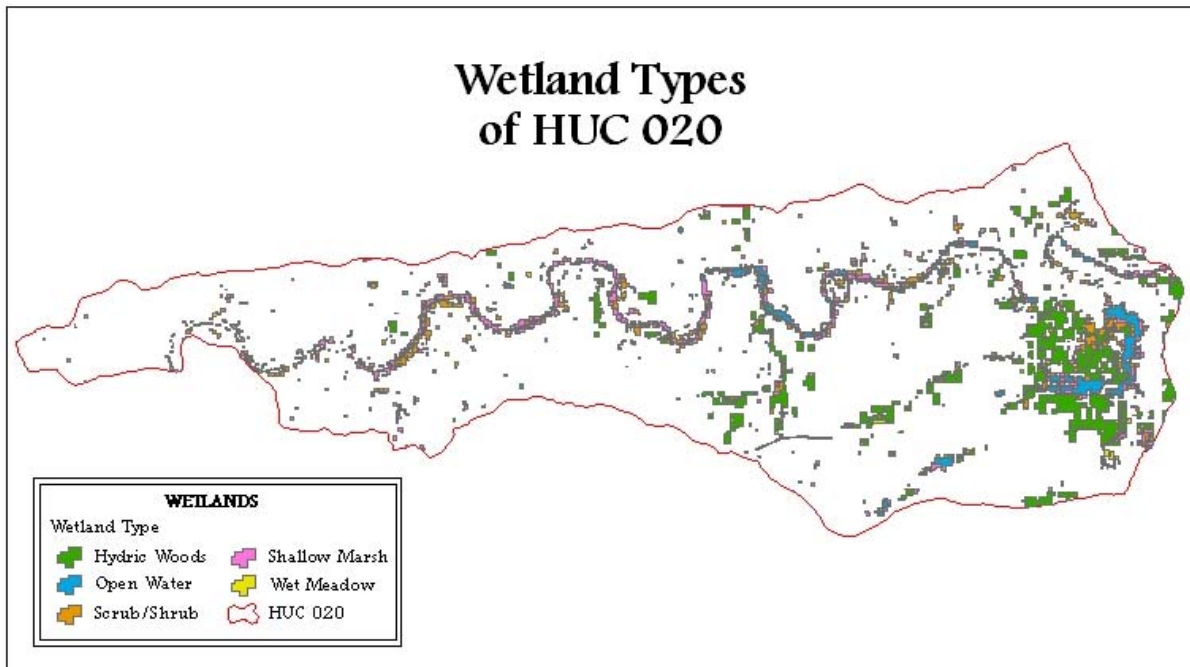 Wetland Types
of HUC 020
WETLANDS
Wetland Type
Hydric Woods
Shallow Marsh
Open Water
Wet Meadow
Scrub/Shrub
HUC 020